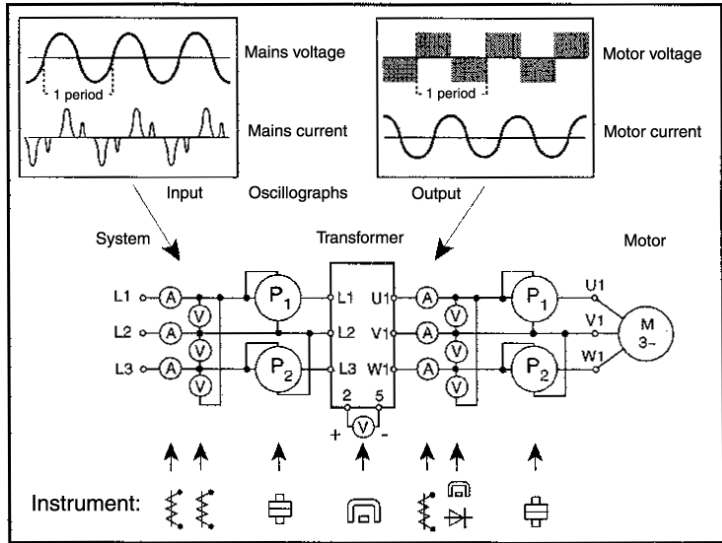 Mains voltage
1 period
Mains current
Motor voltage
1 period
Motor current
Input Oscillographs Output
System Transformer Motor
L1 A P1 L1 U1 A P1 U1
V V
L2 A L2 V1 A V1 M 3~
V V
L3 A P2 L3 W1 A P2 W1
V V
2 5
+ V -
Instrument: